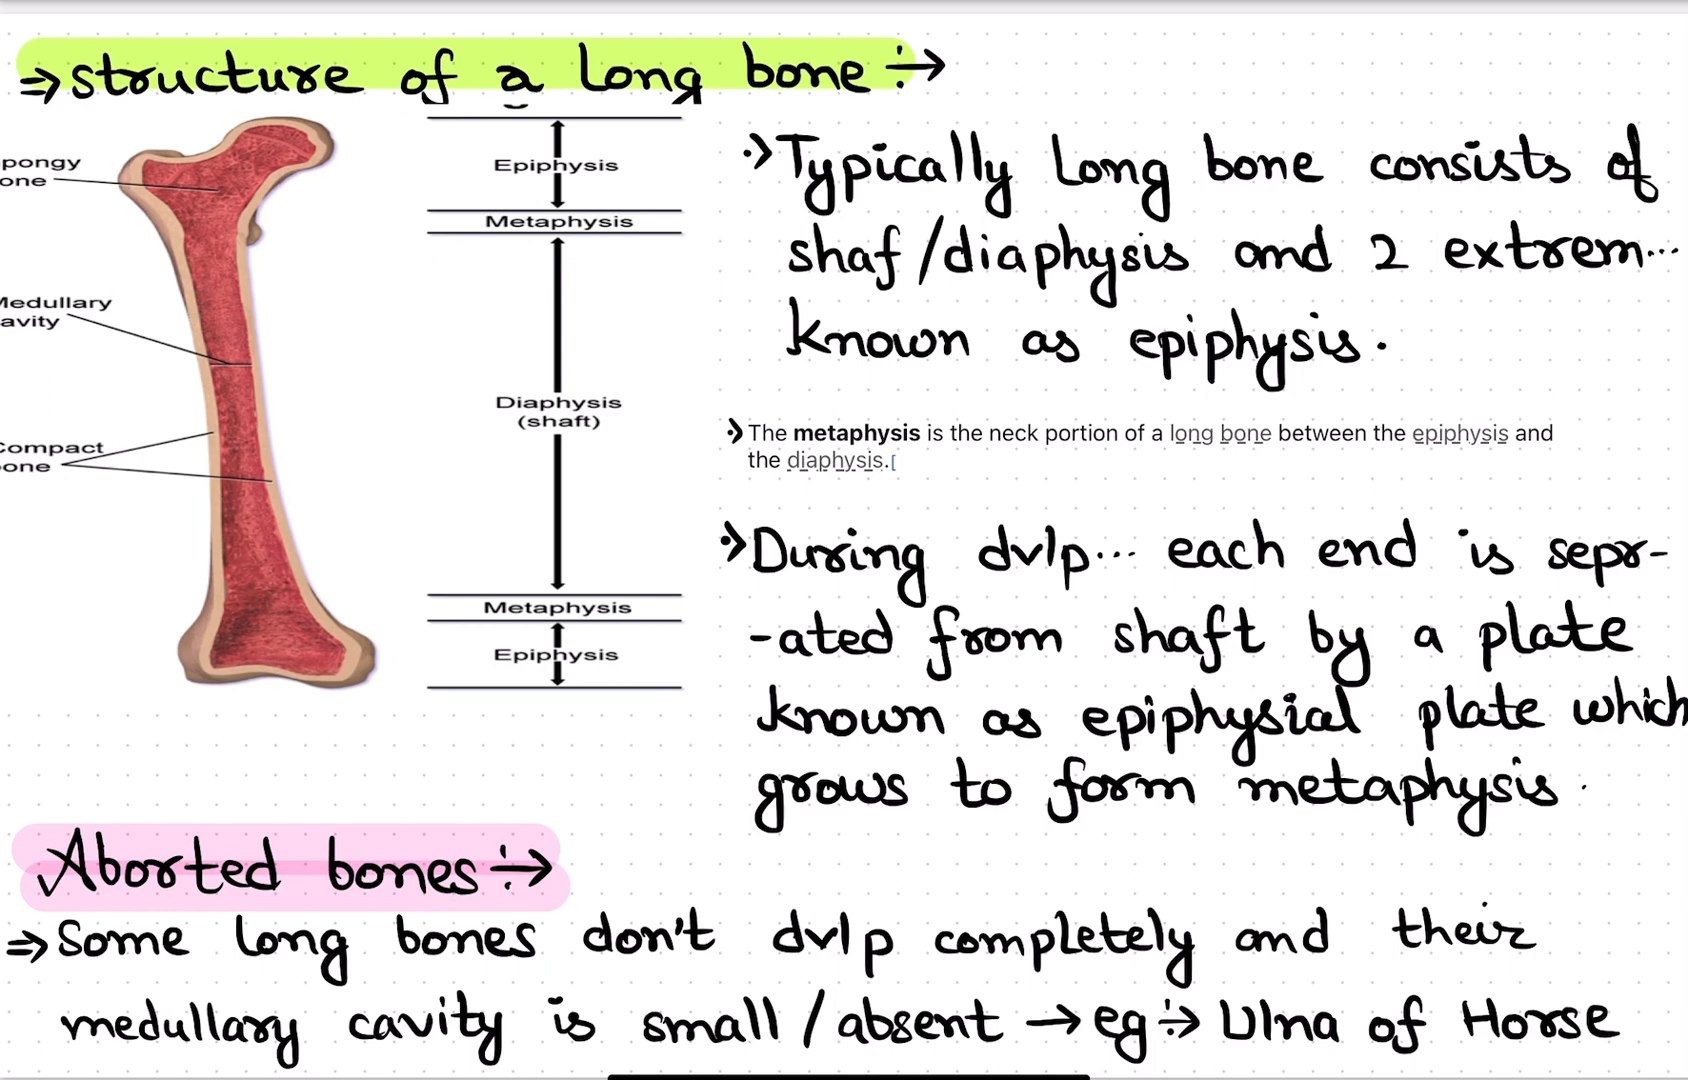 ⇒ structure of a long bone ÷→
pongy
one
Medullary
avity
Compact
one
Epiphysis
Metaphysis
Diaphysis
(shaft)
Metaphysis
Epiphysis
Typically long bone consists of
shaf/diaphysis and 2 extrem...
known as epiphysis.
The metaphysis is the neck portion of a long bone between the epiphysis and
the diaphysis.[
During dvlp... each end is sepr-
-ated from shaft by a plate
known as epiphysial plate which
grows to form metaphysis.
Aborted bones ÷→
⇒ Some long bones don't dvlp completely and their
medullary cavity is small / absent → eg ÷> Ulna of Horse